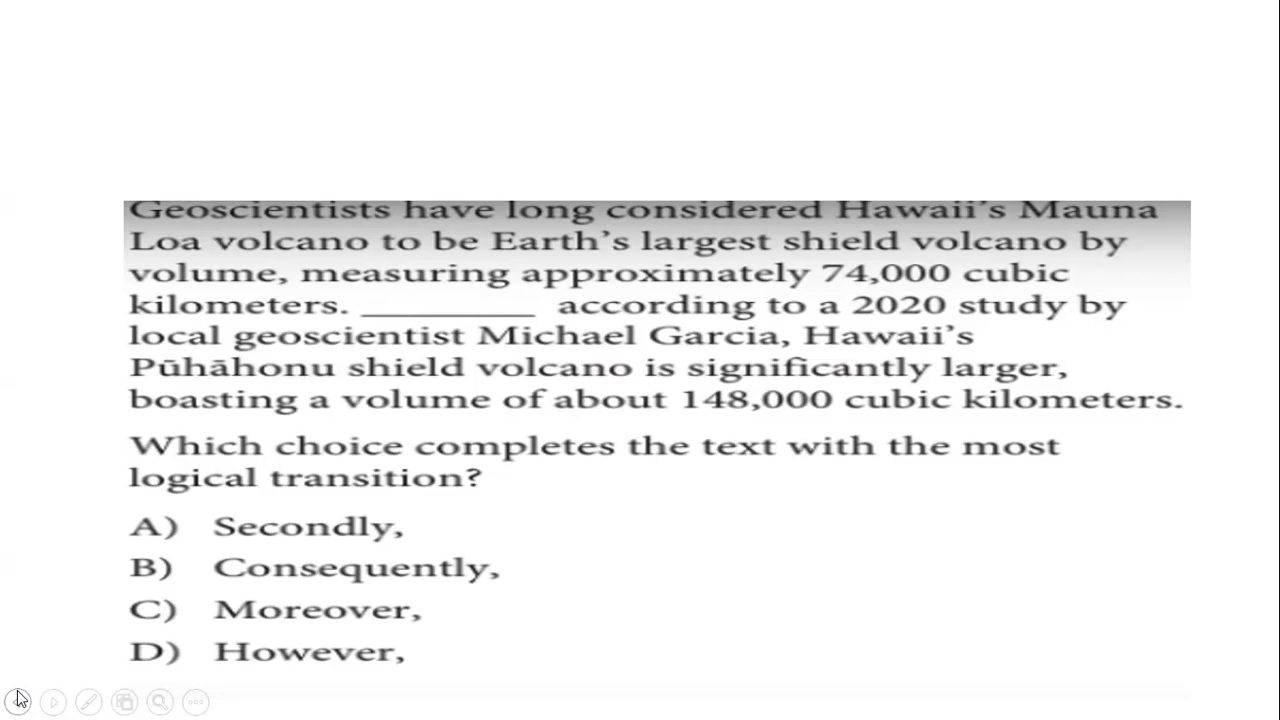 Geoscientists have long considered Hawaii's Mauna
Loa volcano to be Earth's largest shield volcano by
volume, measuring approximately 74,000 cubic
kilometers. __________ according to a 2020 study by
local geoscientist Michael Garcia, Hawaii's
Pūhāhonu shield volcano is significantly larger,
boasting a volume of about 148,000 cubic kilometers.
Which choice completes the text with the most
logical transition?
A) Secondly,
B) Consequently,
C) Moreover,
D) However,